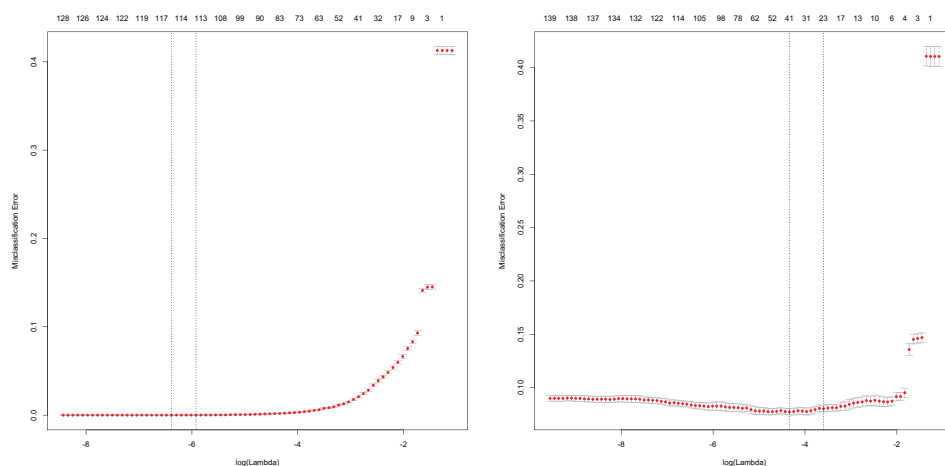 128 126 124 122 120 119 117 114 113 108 99 90 83 73 63 52 41 32 17 9 3 1
Misclassification Error
0.4
0.3
0.2
0.1
0.0
-8 -6 -4 -2
log(Lambda)
139 138 137 134 132 122 114 105 98 78 62 52 41 31 23 17 13 10 6 4 3 1
Misclassification Error
0.40
0.35
0.30
0.25
0.20
0.15
0.10
-8 -6 -4 -2
log(Lambda)